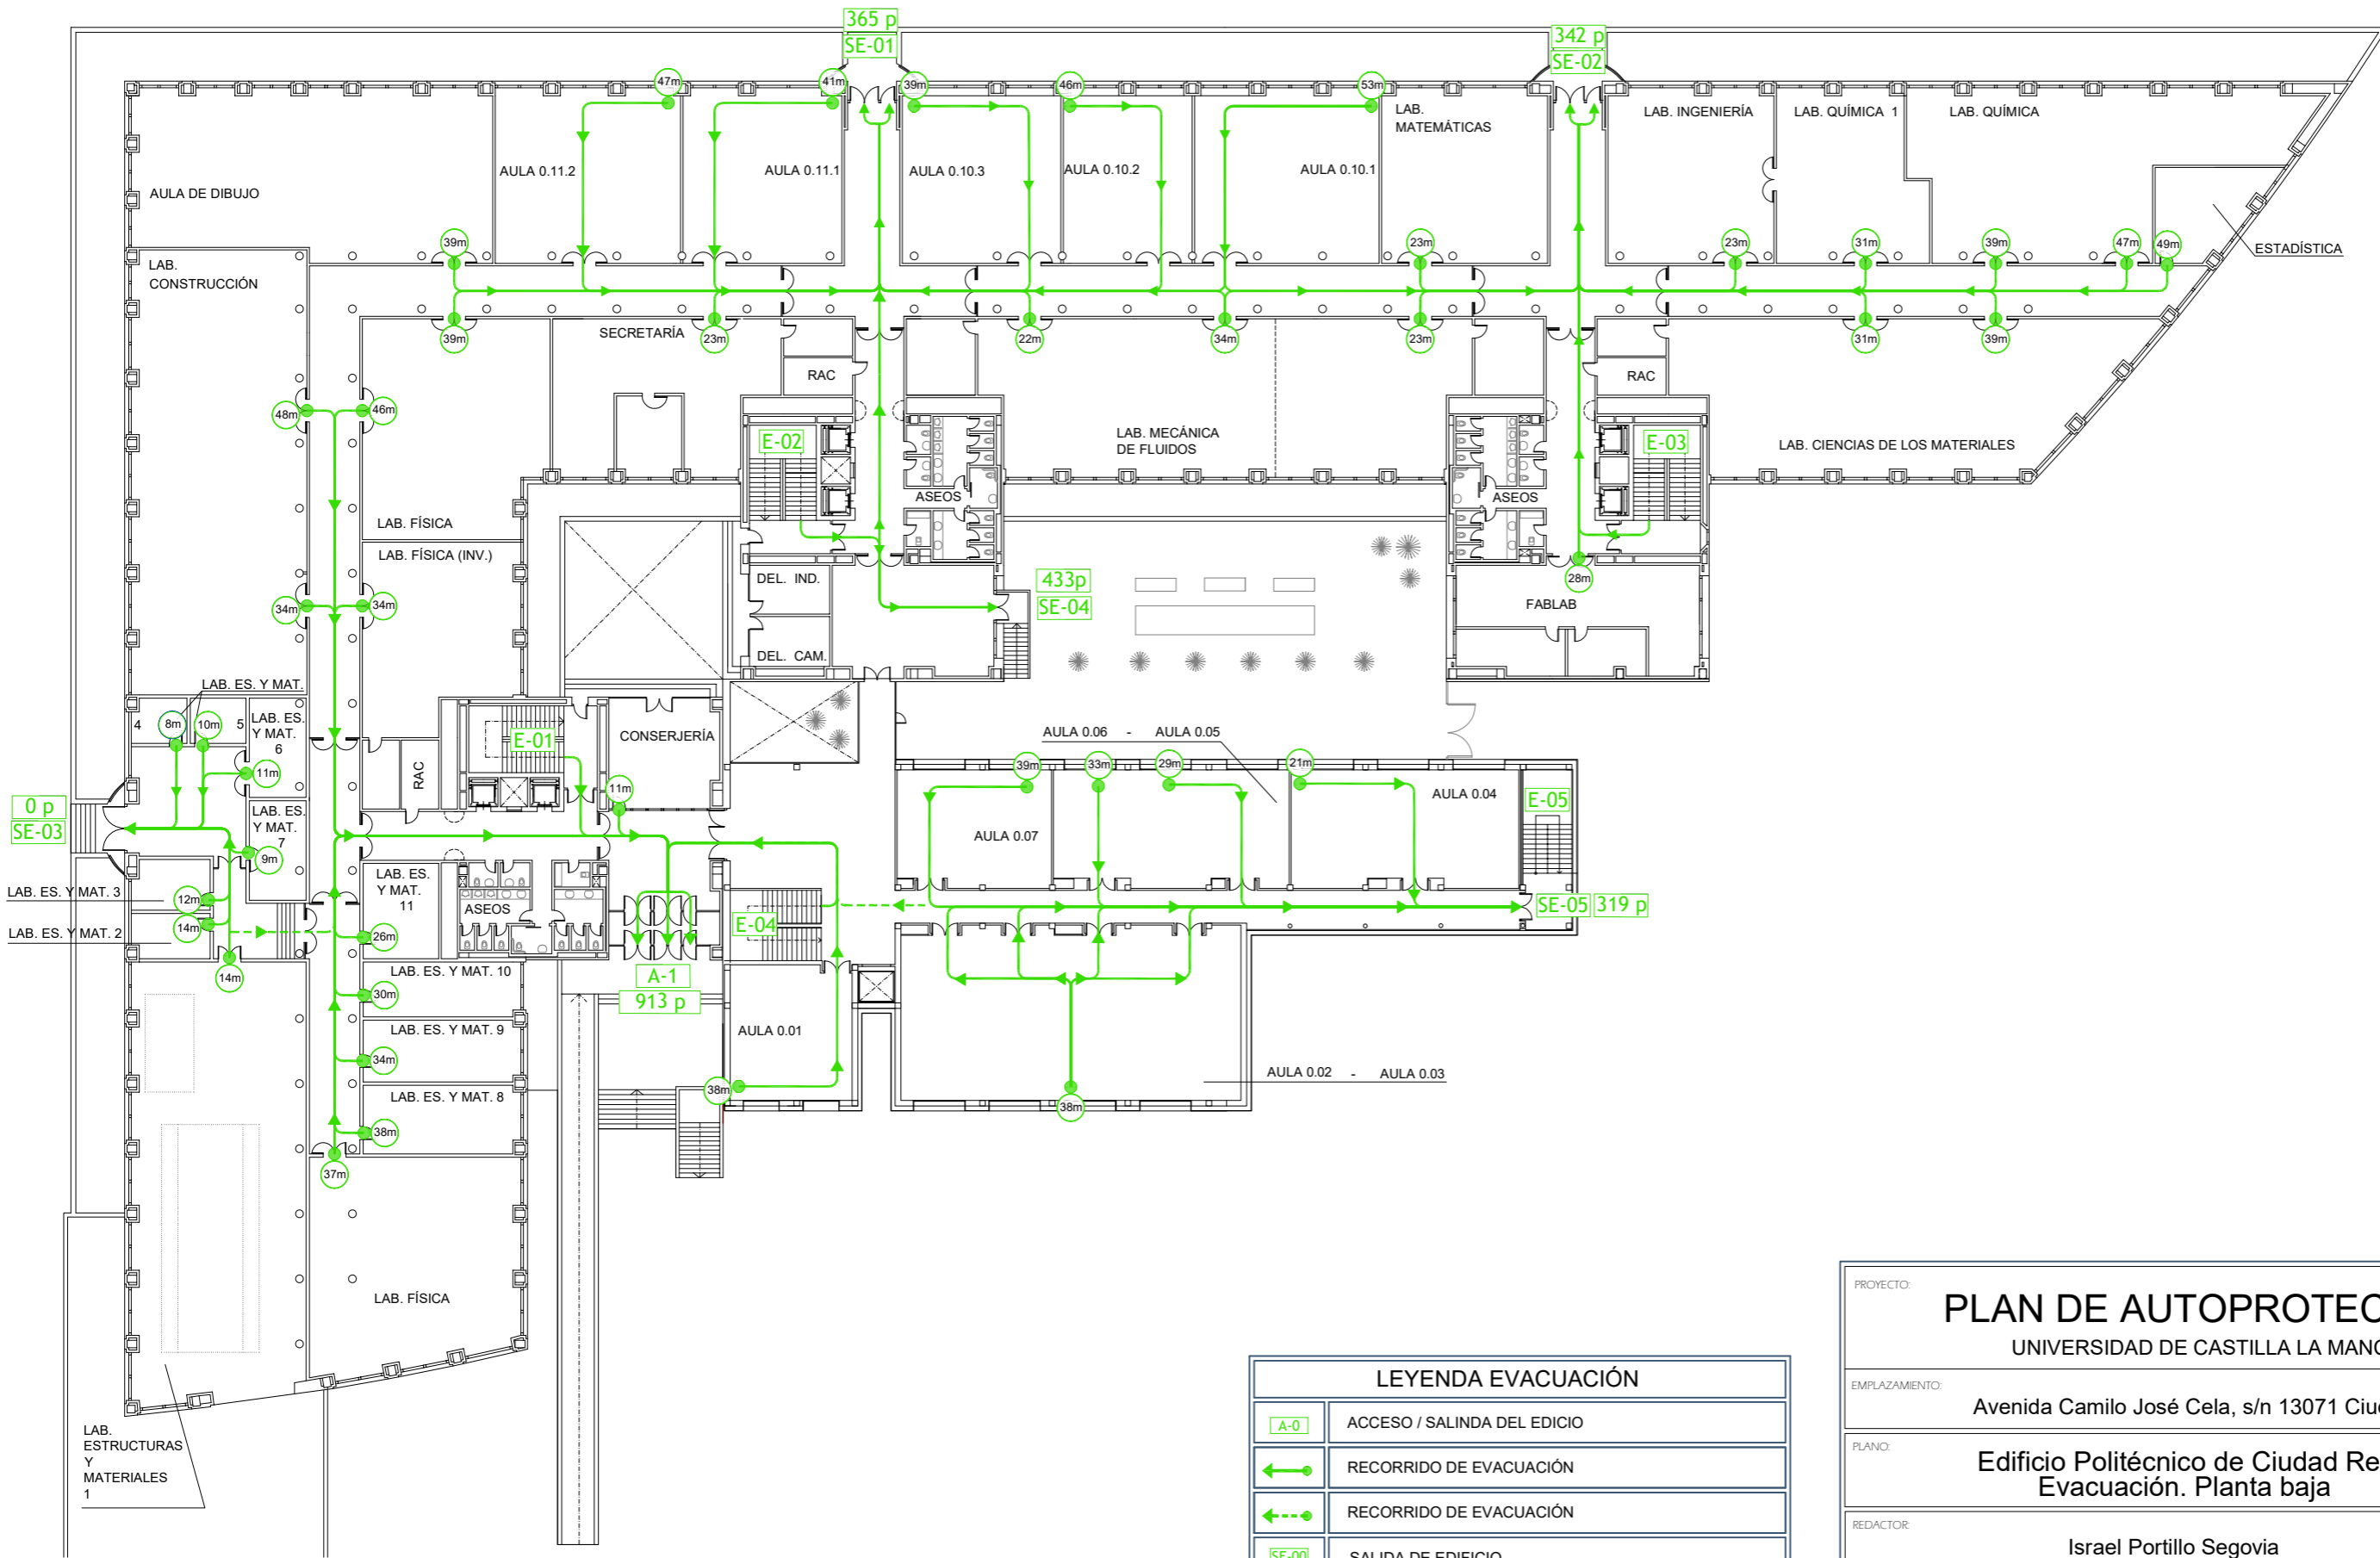 365 p
SE-01
342 p
SE-02
47m
41m
39m
46m
53m
LAB.
MATEMÁTICAS
LAB. INGENIERÍA
LAB. QUÍMICA 1
LAB. QUÍMICA
AULA DE DIBUJO
AULA 0.11.2
AULA 0.11.1
AULA 0.10.3
AULA 0.10.2
AULA 0.10.1
39m
23m
23m
31m
39m
47m
49m
ESTADÍSTICA
LAB.
CONSTRUCCIÓN
39m
SECRETARÍA
23m
22m
34m
23m
31m
39m
RAC
RAC
48m
46m
E-02
LAB. MECÁNICA
DE FLUIDOS
E-03
LAB. CIENCIAS DE LOS MATERIALES
ASEOS
ASEOS
LAB. FÍSICA
LAB. FÍSICA (INV.)
DEL. IND.
433p
SE-04
28m
FABLAB
34m
34m
DEL. CAM.
LAB. ES. Y MAT.
4
8m
10m
5
LAB. ES.
Y MAT.
6
E-01
CONSERJERÍA
AULA 0.06 - AULA 0.05
RAC
11m
11m
39m
33m
29m
21m
AULA 0.04
E-05
0 p
SE-03
LAB. ES.
Y MAT.
7
9m
AULA 0.07
LAB. ES. Y MAT. 3
12m
LAB. ES.
Y MAT.
11
ASEOS
SE-05
319 p
LAB. ES. Y MAT. 2
14m
26m
E-04
14m
LAB. ES. Y MAT. 10
30m
A-1
913 p
LAB. ES. Y MAT. 9
34m
AULA 0.01
LAB. ES. Y MAT. 8
38m
38m
38m
AULA 0.02 - AULA 0.03
37m
LAB. FÍSICA
LAB.
ESTRUCTURAS
Y
MATERIALES
1
LEYENDA EVACUACIÓN
A-0
ACCESO / SALINDA DEL EDICIO
RECORRIDO DE EVACUACIÓN
RECORRIDO DE EVACUACIÓN
SE-00
SALIDA DE EDIFICIO
PROYECTO:
PLAN DE AUTOPROTEC
UNIVERSIDAD DE CASTILLA LA MANC
EMPLAZAMIENTO:
Avenida Camilo José Cela, s/n 13071 Ciu
PLANO:
Edificio Politécnico de Ciudad Re
Evacuación. Planta baja
REDACTOR:
Israel Portillo Segovia